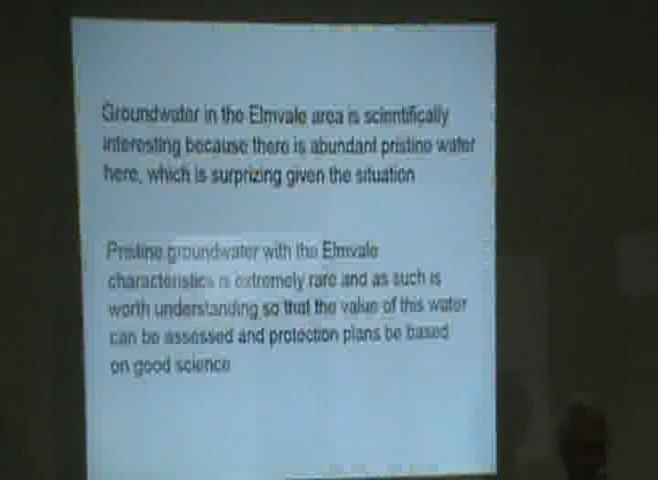 Groundwater in the Elmvale area is scientifically
interesting because there is abundant pristine water
here, which is surprizing given the situation
Pristine groundwater with the Elmvale
characteristics is extremely rare and as such is
worth understanding so that the value of this water
can be assessed and protection plans be based
on good science